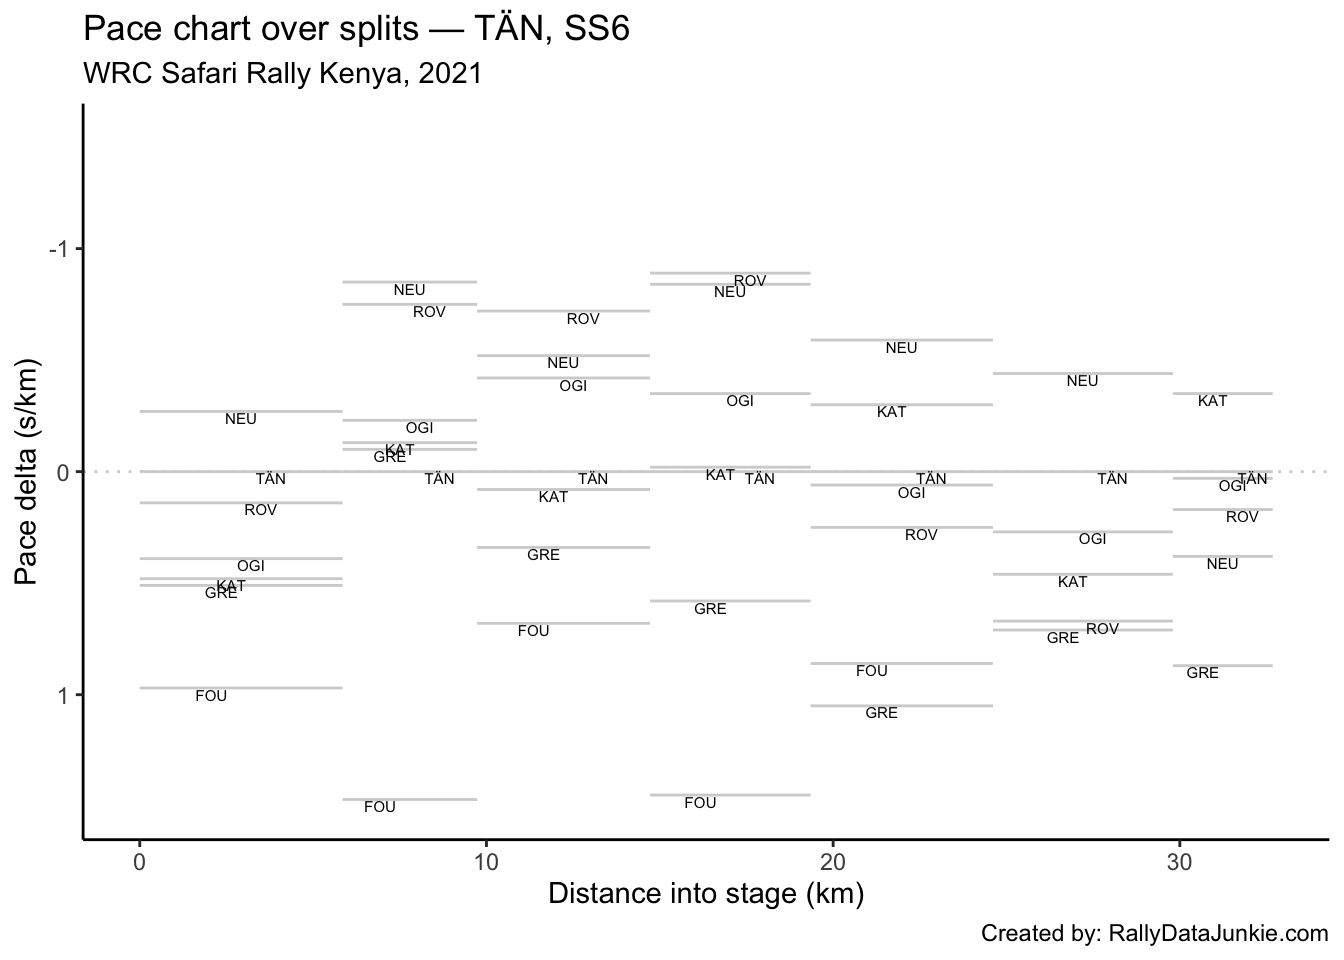 Pace chart over splits — TÄN, SS6
WRC Safari Rally Kenya, 2021
Pace delta (s/km)
-1
0
1
NEU
TÄN
ROV
OGI
KAT
GRE
FOU
NEU
ROV
OGI
KAT
GRE
TÄN
FOU
ROV
NEU
OGI
TÄN
KAT
GRE
FOU
ROV
NEU
OGI
KAT
TÄN
GRE
FOU
NEU
KAT
TÄN
OGI
ROV
FOU
GRE
NEU
TÄN
OGI
KAT
ROV
GRE
KAT
TÄN
OGI
ROV
NEU
GRE
0
10
20
30
Distance into stage (km)
Created by: RallyDataJunkie.com